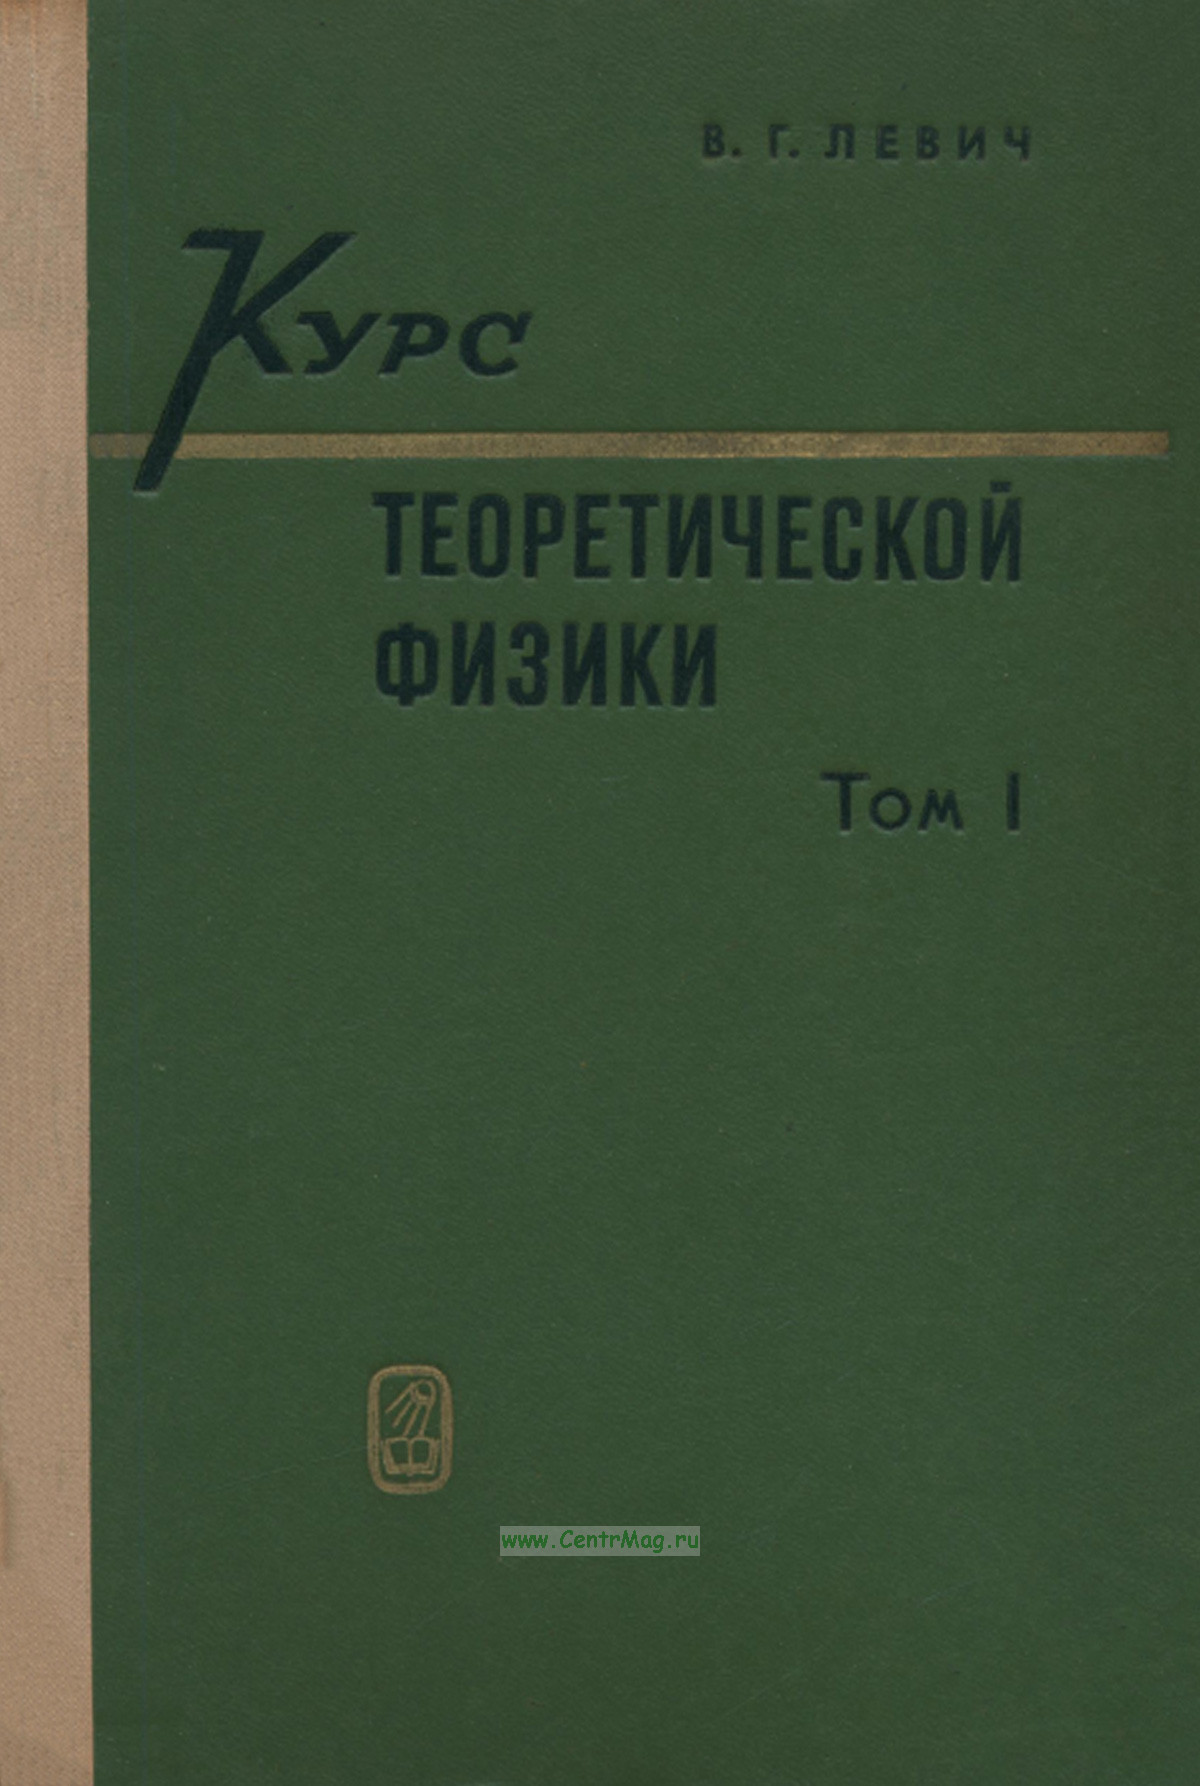 В. Г. ЛЕВИЧ
Курс
ТЕОРЕТИЧЕСКОЙ
ФИЗИКИ
Том I
www.CentrMag.ru